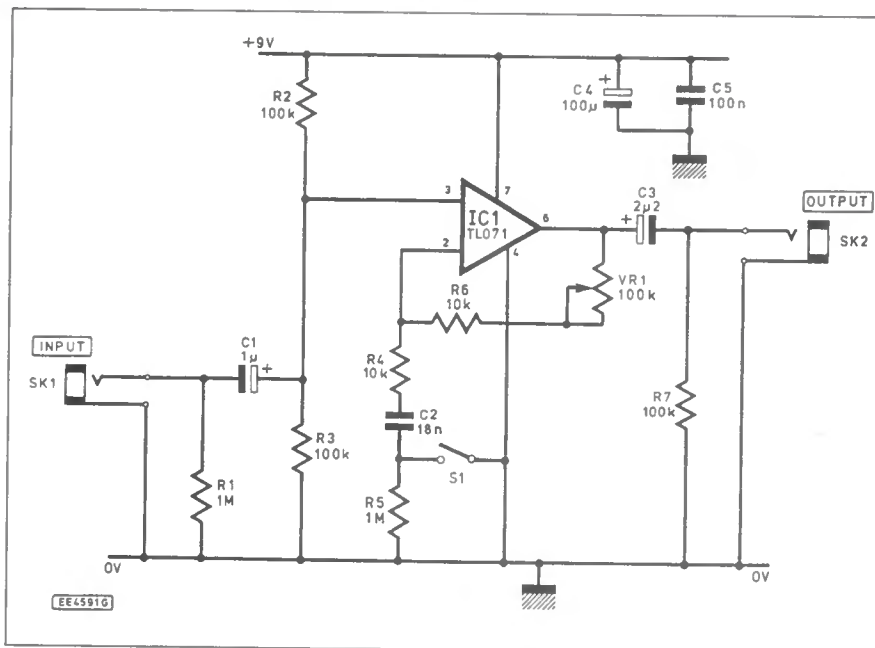 +9V
R2
100k
C4
100μ
+
C5
100n
3
7
IC1
TL071
6
2
4
+
C3
2μ2
OUTPUT
SK2
VR1
100k
R6
10k
INPUT
SK1
C1
1μ
+
R4
10k
C2
18n
R3
100k
R7
100k
S1
R1
1M
R5
1M
0V
0V
EE4591G